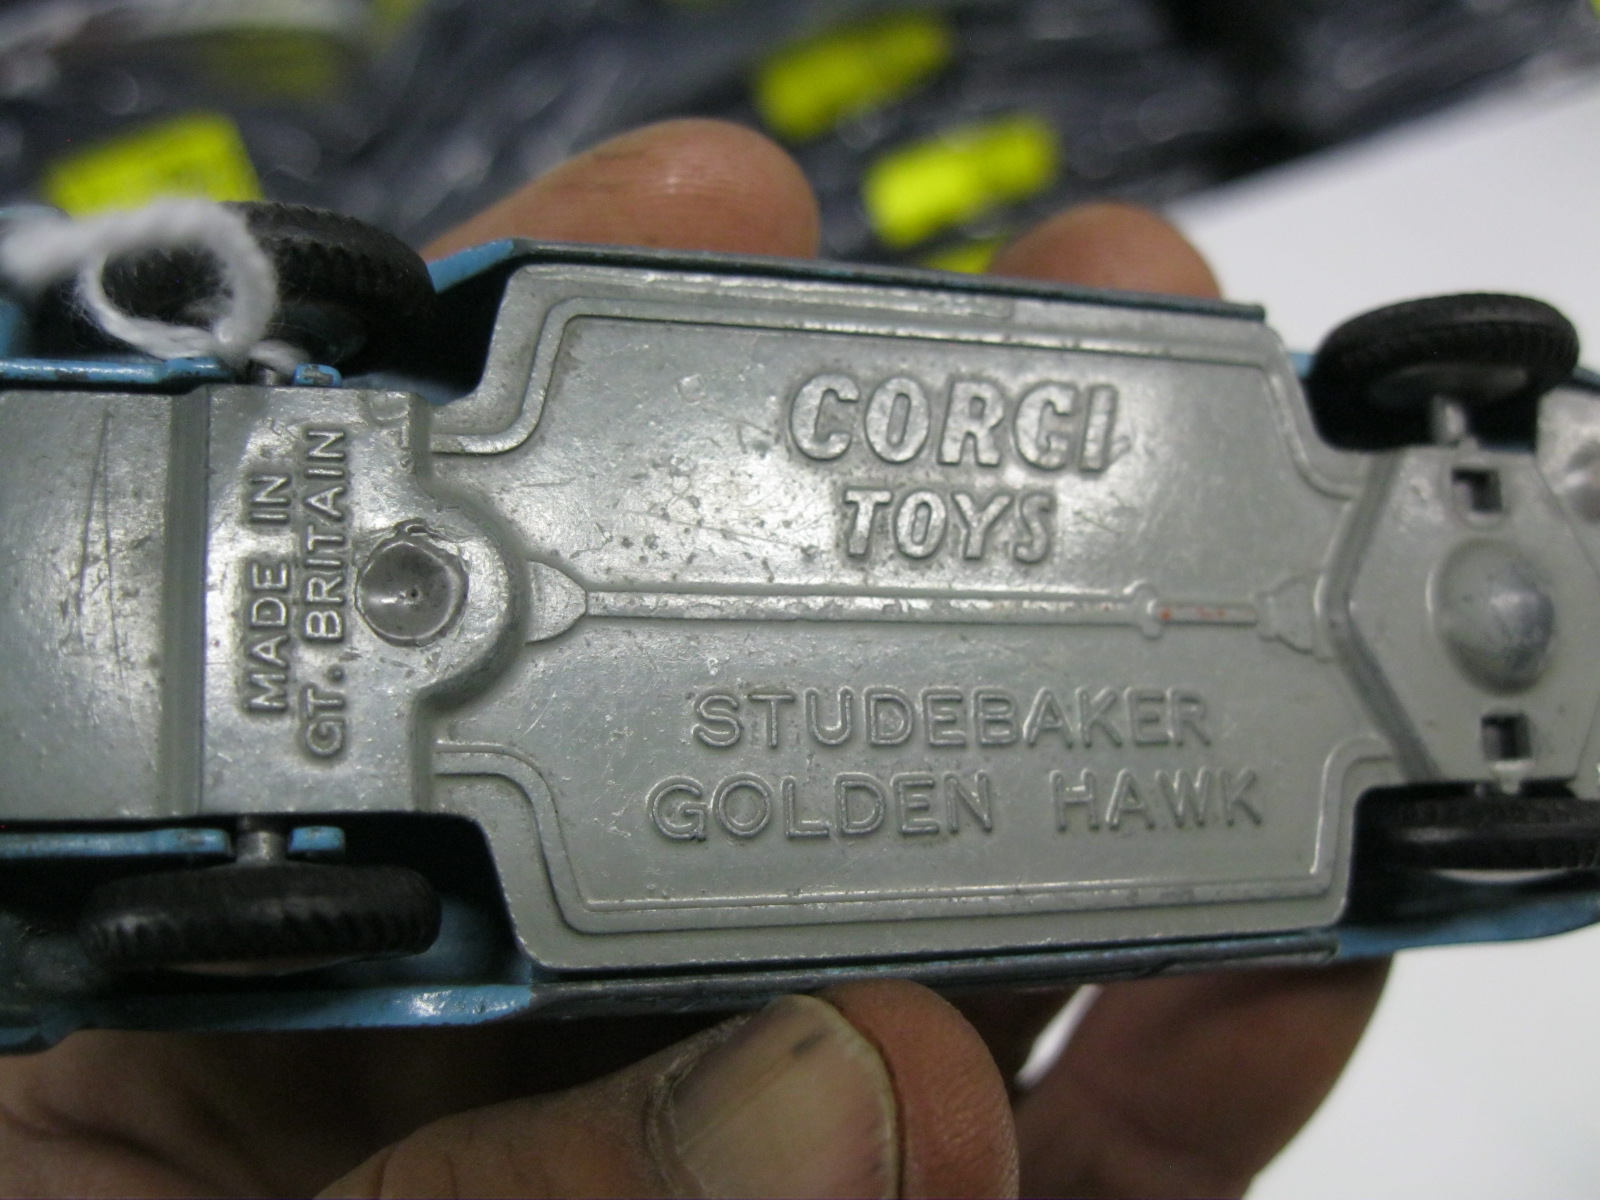 CORGI
TOYS
STUDEBAKER
GOLDEN HAWK
MADE IN
GT. BRITAIN